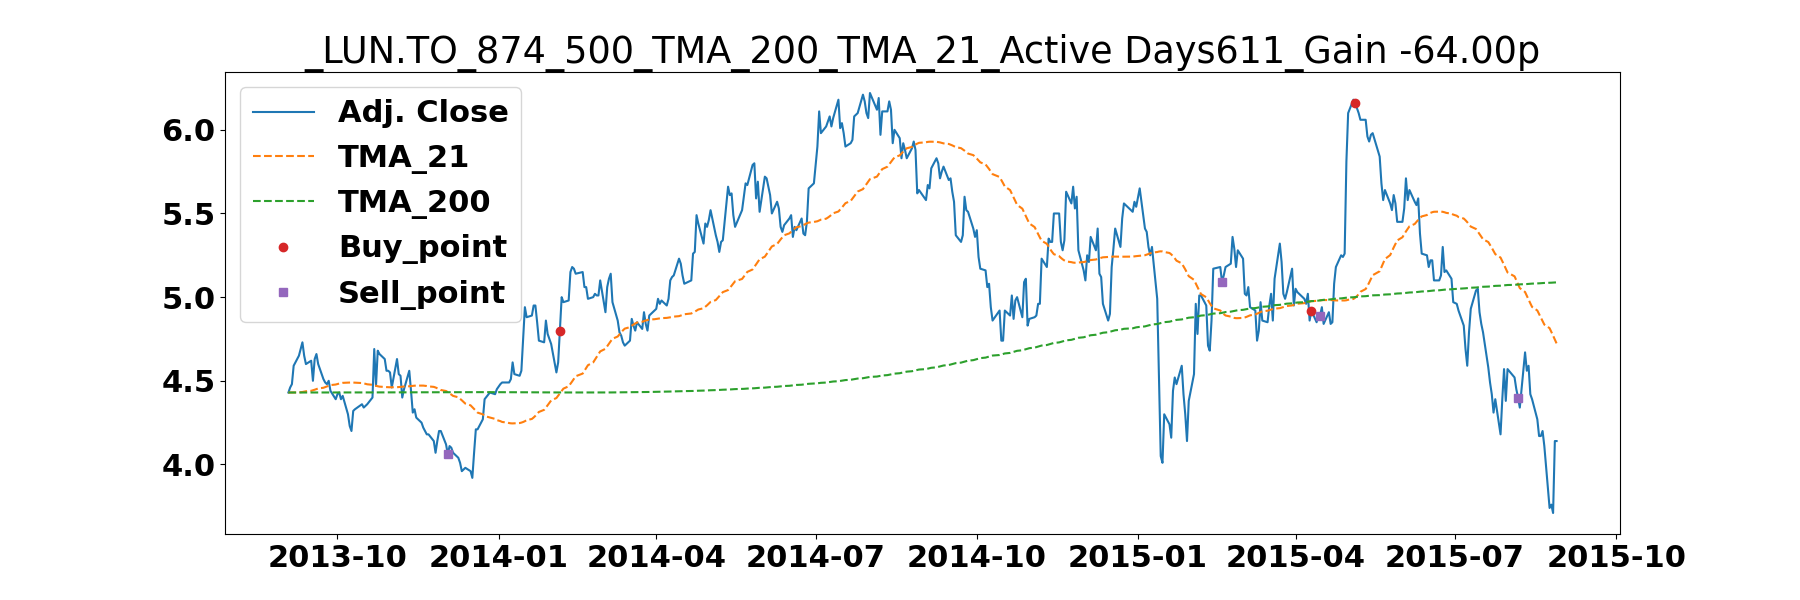 _LUN.TO_874_500_TMA_200_TMA_21_Active Days611_Gain -64.00p
Adj. Close
TMA_21
TMA_200
Buy_point
Sell_point
6.0
5.5
5.0
4.5
4.0
2013-10 2014-01 2014-04 2014-07 2014-10 2015-01 2015-04 2015-07 2015-10